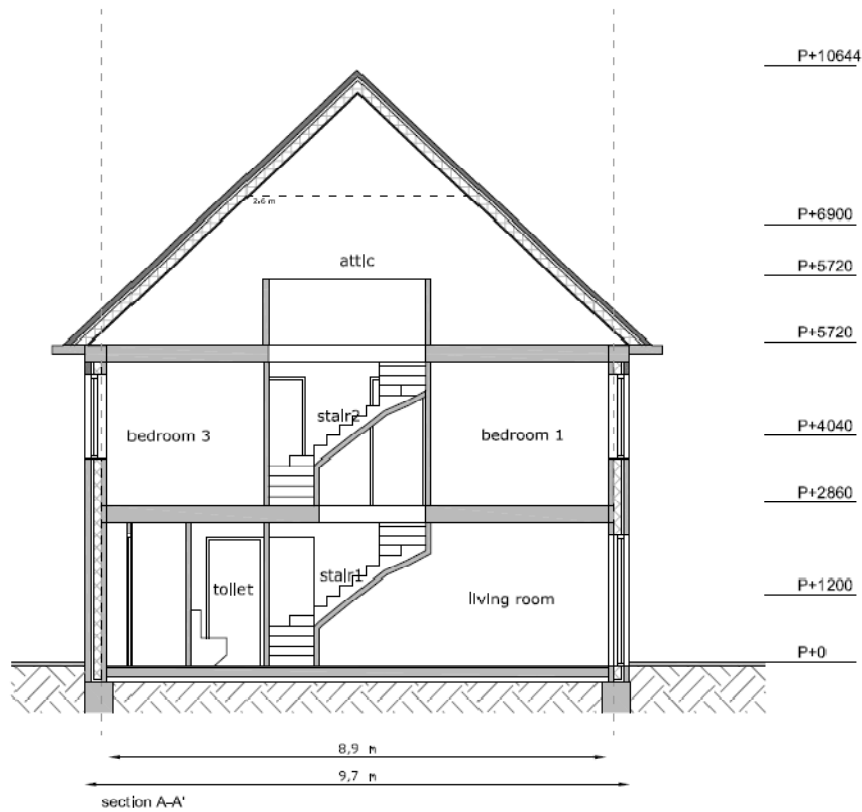 P+10644
2.6 m
P+6900
attic
P+5720
P+5720
stair2
bedroom 3
bedroom 1
P+4040
P+2860
toilet
stair1
living room
P+1200
P+0
8,9 m
9,7 m
section A-A'